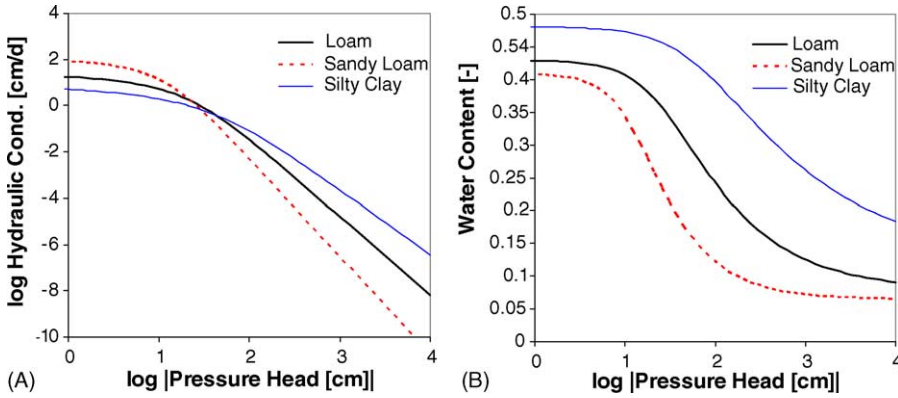 4
2
0
-2
-4
-6
-8
-10
log Hydraulic Cond. [cm/d]
Loam
Sandy Loam
Silty Clay
0 1 2 3 4
log |Pressure Head [cm]|
(A)
0.5
0.54
0.4
0.35
0.3
0.25
0.2
0.15
0.1
0.05
0
Water Content [-]
Loam
Sandy Loam
Silty Clay
0 1 2 3 4
log |Pressure Head [cm]|
(B)